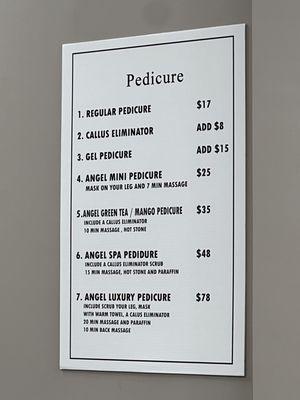 Pedicure
1. REGULAR PEDICURE $17
2. CALLUS ELIMINATOR ADD $8
3. GEL PEDICURE ADD $15
4. ANGEL MINI PEDICURE $25
MASK ON YOUR LEG AND 7 MIN MASSAGE
5.ANGEL GREEN TEA / MANGO PEDICURE $35
INCLUDE A CALLUS ELIMINATOR
10 MIN MASSAGE, HOT STONE
6. ANGEL SPA PEDIDURE $48
INCLUDE A CALLUS ELIMINATOR SCRUB
15 MIN MASSAGE, HOT STONE AND PARAFFIN
7. ANGEL LUXURY PEDICURE $78
INCLUDE SCRUB YOUR LEG, MASK
WITH WARM TOWEL, A CALUS ELIMINATOR
20 MIN MASSAGE AND PARAFFIN
10 MIN BACK MASSAGE